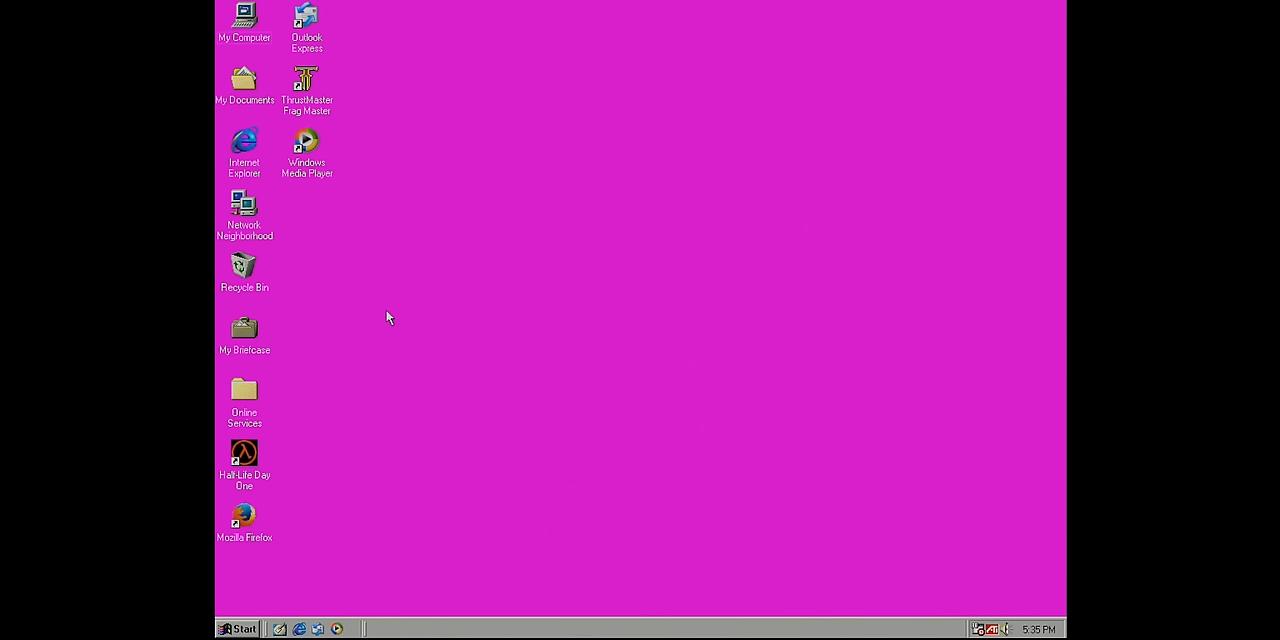 My Computer
Outlook
Express
My Documents
ThrustMaster
Frag Master
Internet
Explorer
Windows
Media Player
Network
Neighborhood
Recycle Bin
My Briefcase
Online
Services
Half-Life Day
One
Mozilla Firefox
Start
ATI
5:35 PM